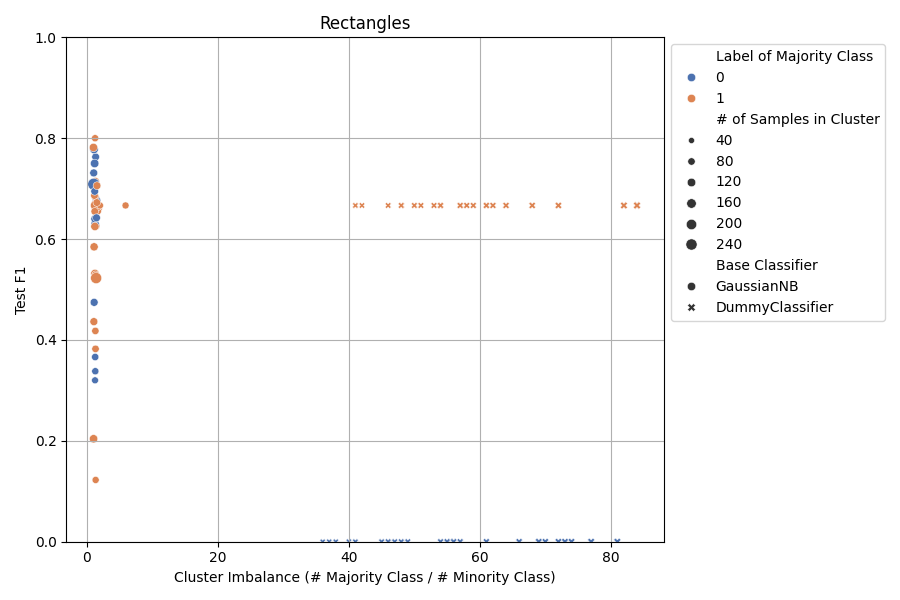 Rectangles
1.0
0.8
0.6
0.4
0.2
0.0
Test F1
0
20
40
60
80
Cluster Imbalance (# Majority Class / # Minority Class)
Label of Majority Class
0
1
# of Samples in Cluster
40
80
120
160
200
240
Base Classifier
GaussianNB
DummyClassifier